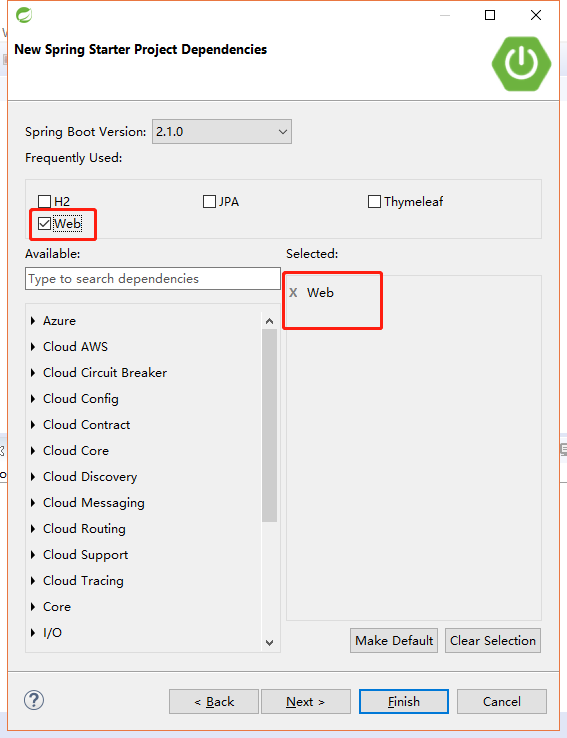 New Spring Starter Project Dependencies
Spring Boot Version: 2.1.0
Frequently Used:
H2 JPA Thymeleaf
Web
Available: Selected:
Type to search dependencies
X Web
Azure
Cloud AWS
Cloud Circuit Breaker
Cloud Config
Cloud Contract
Cloud Core
Cloud Discovery
Cloud Messaging
Cloud Routing
Cloud Support
Cloud Tracing
Core
I/O
Make Default Clear Selection
? < Back Next > Finish Cancel